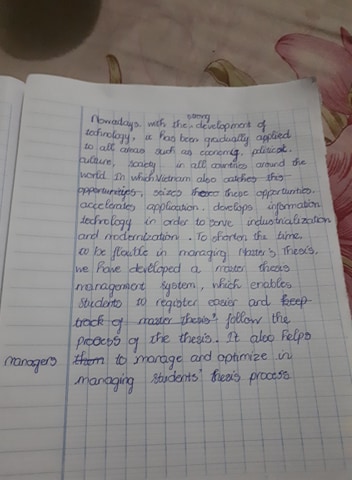 strong
Nowadays, with the development of
technology, it has been gradually applied
to all areas such as economy, political,
culture, society in all countries around the
world. In which Vietnam also catches this
opportunities, seizes there these opportunities
accelerates application, develops information
technology in order to serve industrialization
and modernization. To shorten the time,
to be flexible in managing Master's thesis,
we have developed a master thesis
management system, which enables
students to register easier and keep
track of master thesis' follow the
process of the thesis. It also helps
managers them to manage and optimize in
managing students' thesis process